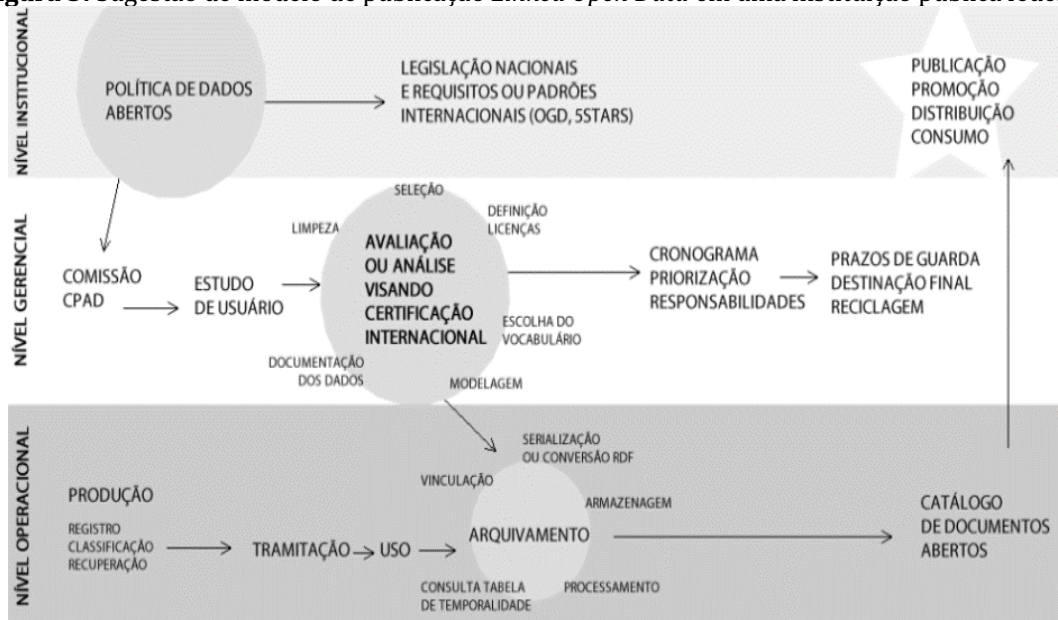 NÍVEL INSTITUCIONAL
POLÍTICA DE DADOS
ABERTOS
LEGISLAÇÃO NACIONAIS
E REQUISITOS OU PADRÕES
INTERNACIONAIS (OGD, 5STARS)
PUBLICAÇÃO
PROMOÇÃO
DISTRIBUIÇÃO
CONSUMO
NÍVEL GERENCIAL
COMISSÃO
CPAD
ESTUDO
DE USUÁRIO
LIMPEZA
SELEÇÃO
DEFINIÇÃO
LICENÇAS
AVALIAÇÃO
OU ANÁLISE
VISANDO
CERTIFICAÇÃO
INTERNACIONAL
ESCOLHA DO
VOCABULÁRIO
DOCUMENTAÇÃO
DOS DADOS
MODELAGEM
CRONOGRAMA
PRIORIZAÇÃO
RESPONSABILIDADES
PRAZOS DE GUARDA
DESTINAÇÃO FINAL
RECICLAGEM
NÍVEL OPERACIONAL
PRODUÇÃO
REGISTRO
CLASSIFICAÇÃO
RECUPERAÇÃO
TRAMITAÇÃO
USO
VINCULAÇÃO
SERIALIZAÇÃO
OU CONVERSÃO RDF
ARMAZENAGEM
ARQUIVAMENTO
CONSULTA TABELA
DE TEMPORALIDADE
PROCESSAMENTO
CATÁLOGO
DE DOCUMENTOS
ABERTOS